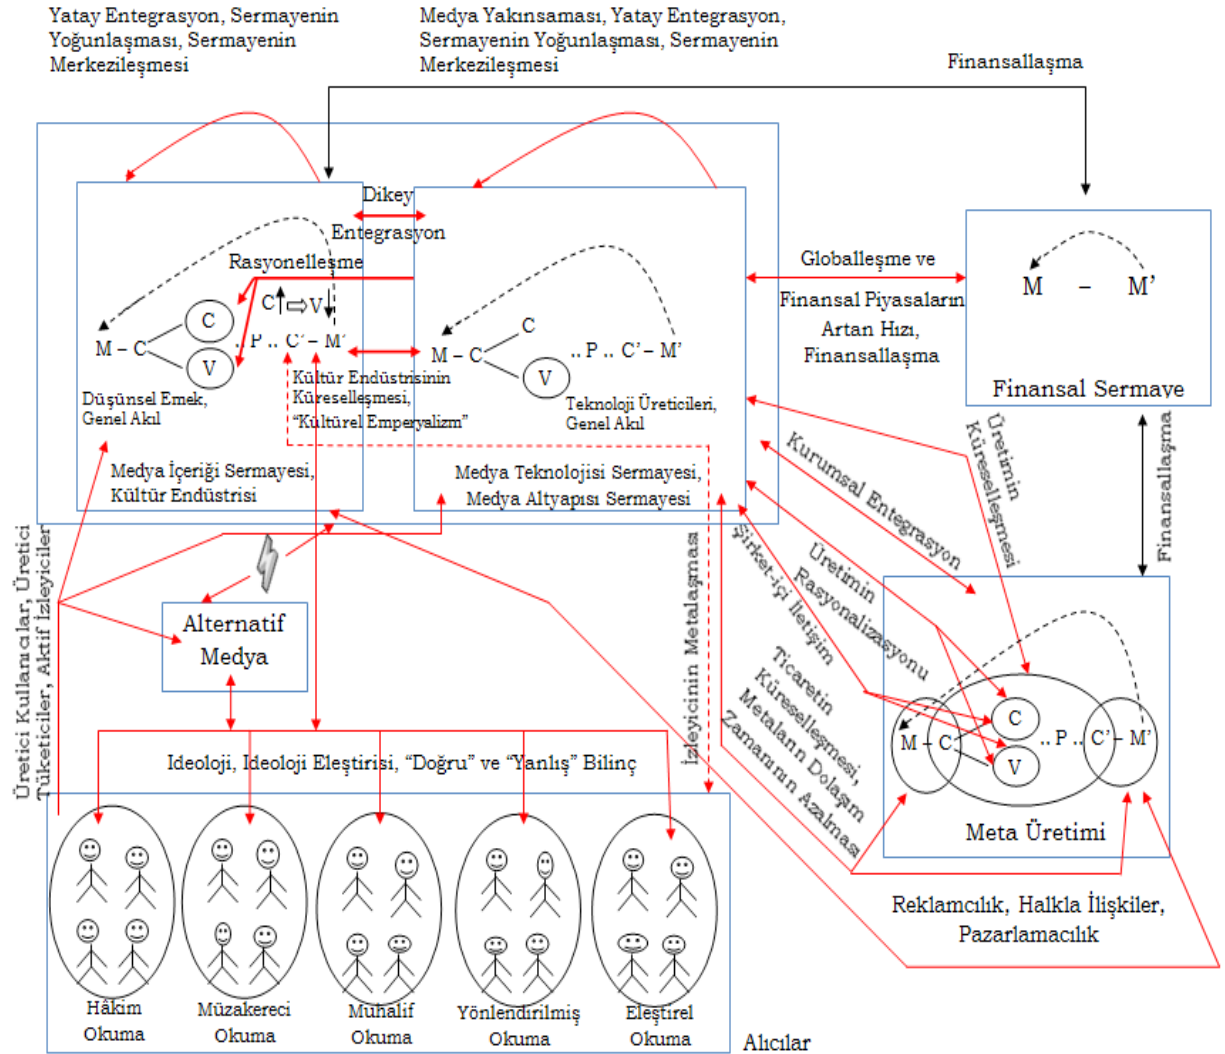 Yatay Entegrasyon, Sermayenin
Yoğunlaşması, Sermayenin
Merkezileşmesi
Medya Yakınsaması, Yatay Entegrasyon,
Sermayenin Yoğunlaşması, Sermayenin
Merkezileşmesi
Finansallaşma
Dikey
Entegrasyon
Rasyonelleşme
C ⇨ V
C
M – C
V
.. P .. C' – M'
Düşünsel Emek,
Genel Akıl
Kültür Endüstrisinin
Küreselleşmesi,
“Kültürel Emperyalizm”
Medya İçeriği Sermayesi,
Kültür Endüstrisi
C
M – C
V
.. P .. C' – M'
Teknoloji Üreticileri,
Genel Akıl
Medya Teknolojisi Sermayesi,
Medya Altyapısı Sermayesi
Globalleşme ve
Finansal Piyasaların
Artan Hızı,
Finansallaşma
M – M'
Finansal Sermaye
Üretimin
Küreselleşmesi
Finansallaşma
Kurumsal Entegrasyon
Üretimin
Rasyonalizasyonu
Şirket-içi İletişim
Ticaretin
Küreselleşmesi,
Metaların Dolaşım
Zamanının Azalması
İzleyicinin Metalaşması
Üretici Kullanıcılar, Üretici
Tüketiciler, Aktif İzleyiciler
Alternatif
Medya
C
M – C
V
.. P .. C' – M'
Meta Üretimi
Reklamcılık, Halkla İlişkiler,
Pazarlamacılık
Ideoloji, Ideoloji Eleştirisi, “Doğru” ve “Yanlış” Bilinç
Hâkim
Okuma
Müzakereci
Okuma
Muhalif
Okuma
Yönlendirilmiş
Okuma
Eleştirel
Okuma
Alıcılar